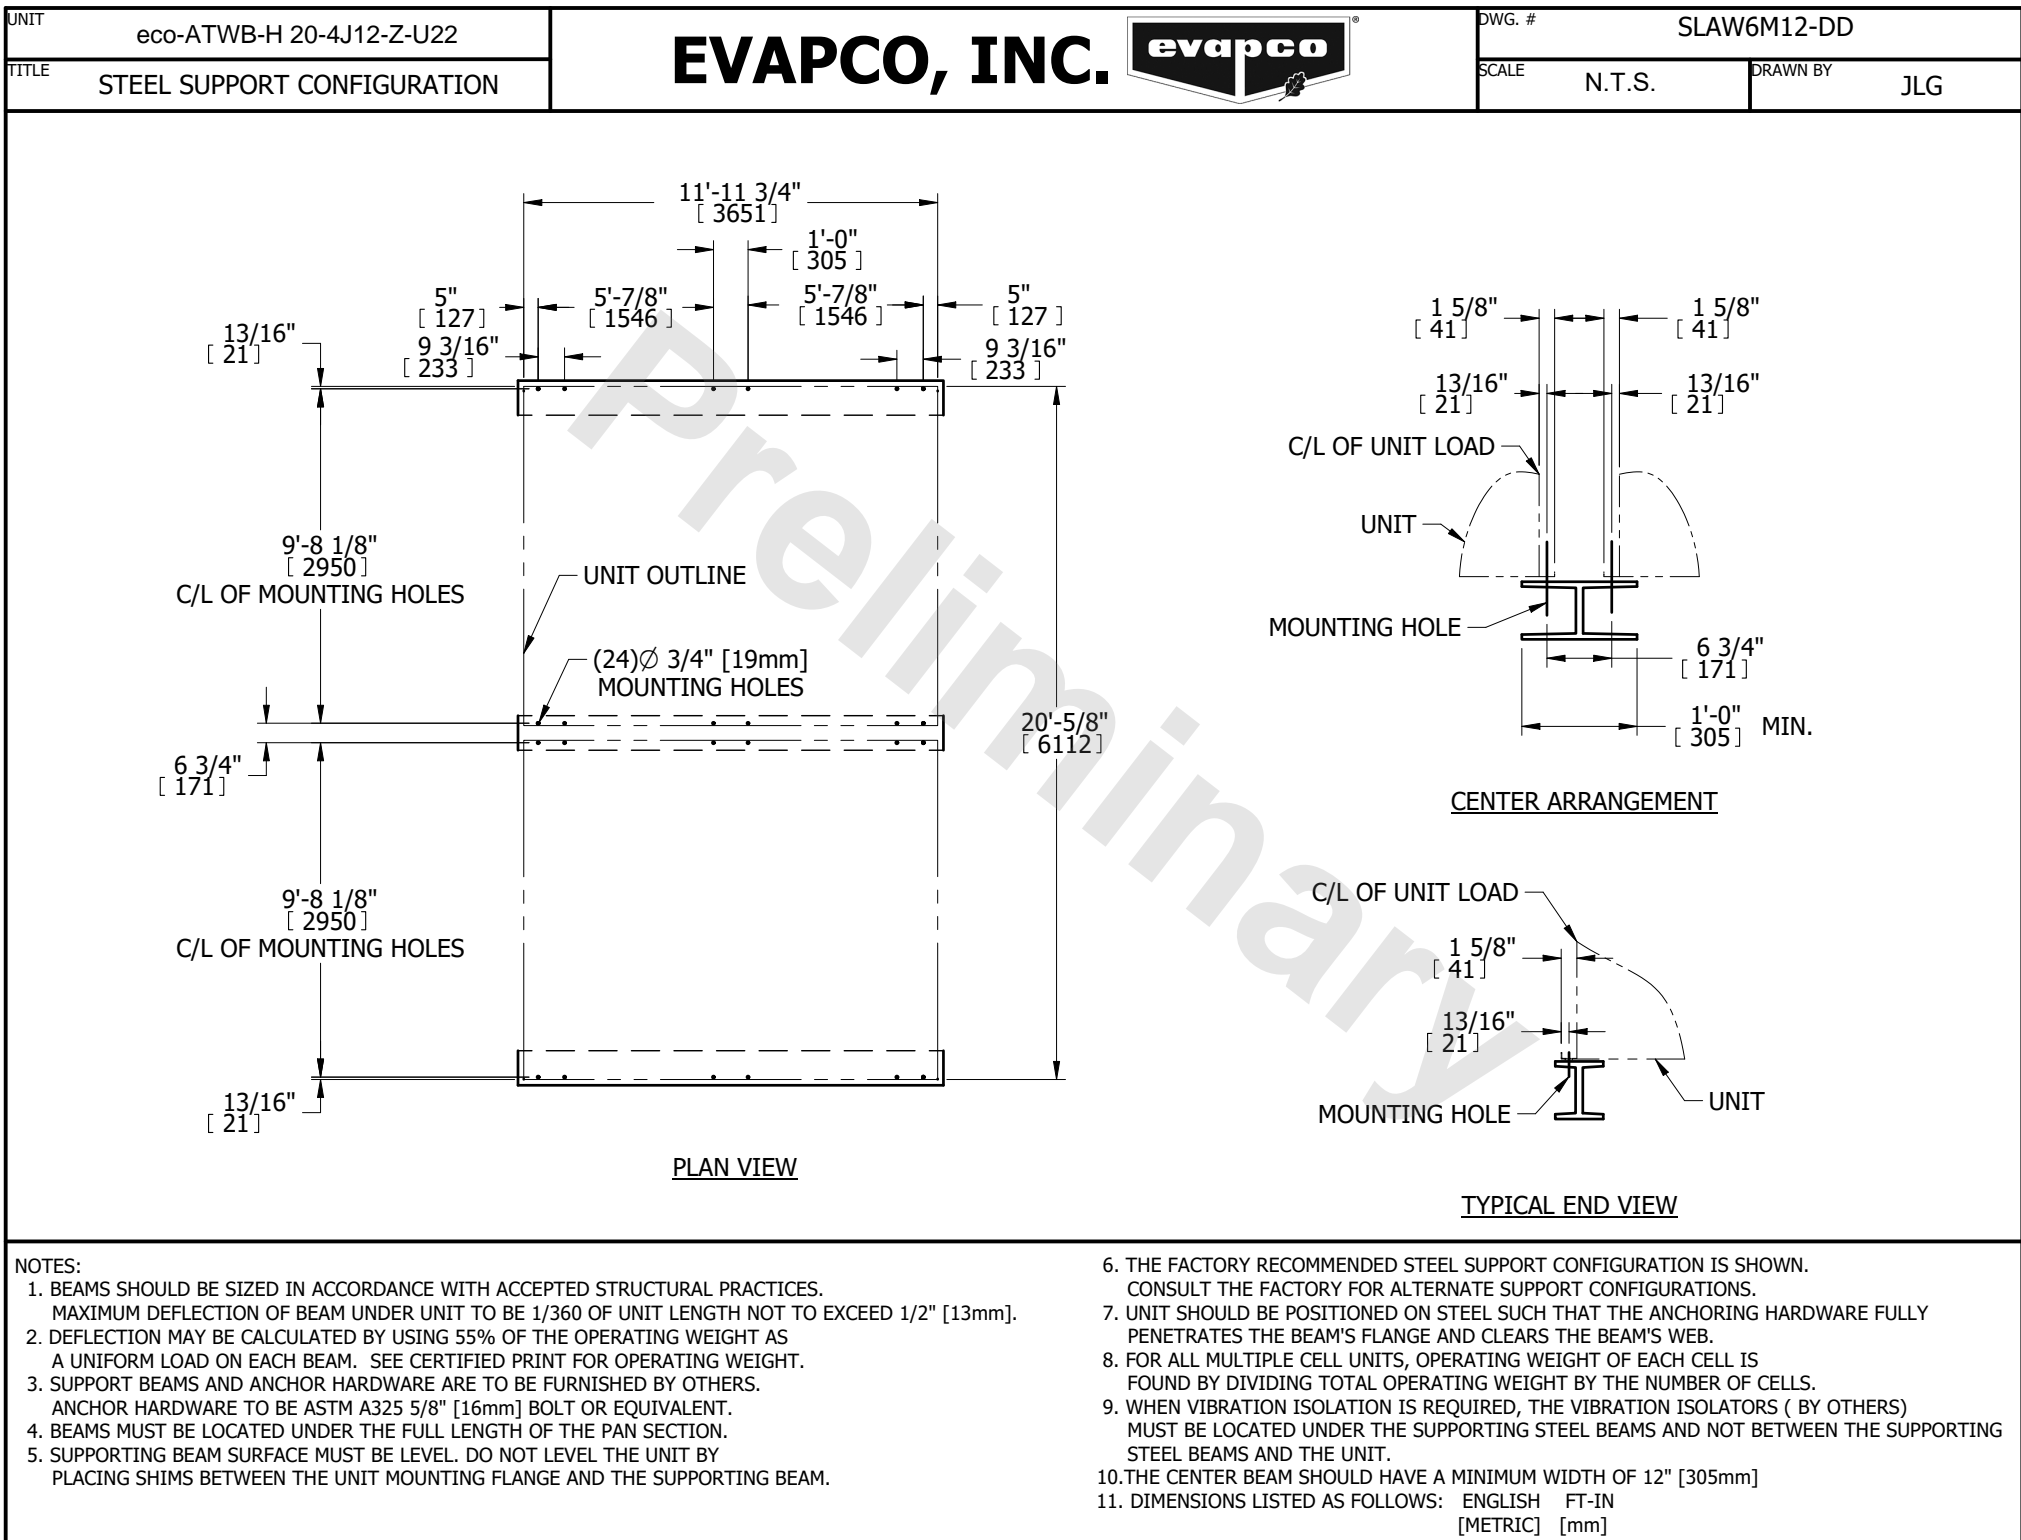 UNIT
eco-ATWB-H 20-4J12-Z-U22
TITLE
STEEL SUPPORT CONFIGURATION
EVAPCO, INC.
evapco
®
DWG. #
SLAW6M12-DD
SCALE
N.T.S.
DRAWN BY
JLG
11'-11 3/4"
[ 3651]
1'-0"
[ 305 ]
5"
[ 127]
5'-7/8"
[ 1546 ]
5'-7/8"
[ 1546 ]
5"
[ 127 ]
13/16"
[ 21]
9 3/16"
[ 233 ]
9 3/16"
[ 233 ]
9'-8 1/8"
[ 2950]
C/L OF MOUNTING HOLES
UNIT OUTLINE
(24)∅ 3/4" [19mm]
MOUNTING HOLES
20'-5/8"
[ 6112]
6 3/4"
[ 171]
9'-8 1/8"
[ 2950]
C/L OF MOUNTING HOLES
13/16"
[ 21]
PLAN VIEW
Preliminary
1 5/8"
[ 41]
1 5/8"
[ 41]
13/16"
[ 21]
13/16"
[ 21]
C/L OF UNIT LOAD
UNIT
MOUNTING HOLE
6 3/4"
[ 171]
1'-0"
[ 305] MIN.
CENTER ARRANGEMENT
C/L OF UNIT LOAD
1 5/8"
[ 41]
13/16"
[ 21]
MOUNTING HOLE
UNIT
TYPICAL END VIEW
NOTES:
1. BEAMS SHOULD BE SIZED IN ACCORDANCE WITH ACCEPTED STRUCTURAL PRACTICES.
MAXIMUM DEFLECTION OF BEAM UNDER UNIT TO BE 1/360 OF UNIT LENGTH NOT TO EXCEED 1/2" [13mm].
2. DEFLECTION MAY BE CALCULATED BY USING 55% OF THE OPERATING WEIGHT AS
A UNIFORM LOAD ON EACH BEAM. SEE CERTIFIED PRINT FOR OPERATING WEIGHT.
3. SUPPORT BEAMS AND ANCHOR HARDWARE ARE TO BE FURNISHED BY OTHERS.
ANCHOR HARDWARE TO BE ASTM A325 5/8" [16mm] BOLT OR EQUIVALENT.
4. BEAMS MUST BE LOCATED UNDER THE FULL LENGTH OF THE PAN SECTION.
5. SUPPORTING BEAM SURFACE MUST BE LEVEL. DO NOT LEVEL THE UNIT BY
PLACING SHIMS BETWEEN THE UNIT MOUNTING FLANGE AND THE SUPPORTING BEAM.
6. THE FACTORY RECOMMENDED STEEL SUPPORT CONFIGURATION IS SHOWN.
CONSULT THE FACTORY FOR ALTERNATE SUPPORT CONFIGURATIONS.
7. UNIT SHOULD BE POSITIONED ON STEEL SUCH THAT THE ANCHORING HARDWARE FULLY
PENETRATES THE BEAM'S FLANGE AND CLEARS THE BEAM'S WEB.
8. FOR ALL MULTIPLE CELL UNITS, OPERATING WEIGHT OF EACH CELL IS
FOUND BY DIVIDING TOTAL OPERATING WEIGHT BY THE NUMBER OF CELLS.
9. WHEN VIBRATION ISOLATION IS REQUIRED, THE VIBRATION ISOLATORS ( BY OTHERS)
MUST BE LOCATED UNDER THE SUPPORTING STEEL BEAMS AND NOT BETWEEN THE SUPPORTING
STEEL BEAMS AND THE UNIT.
10.THE CENTER BEAM SHOULD HAVE A MINIMUM WIDTH OF 12" [305mm]
11. DIMENSIONS LISTED AS FOLLOWS: ENGLISH FT-IN
[METRIC] [mm]